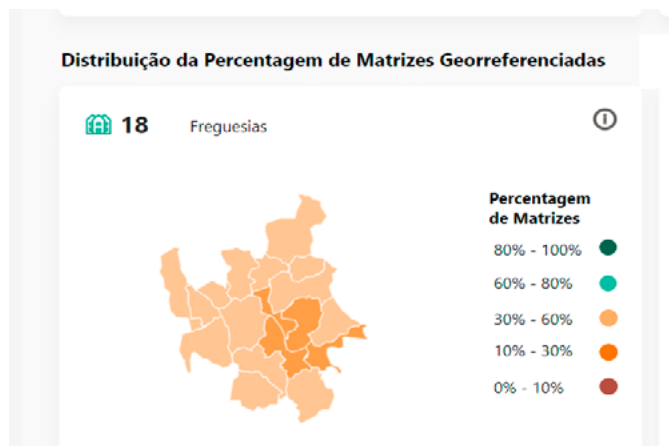 Distribuição da Percentagem de Matrizes Georreferenciadas
18 Freguesias
Percentagem
de Matrizes
80% - 100%
60% - 80%
30% - 60%
10% - 30%
0% - 10%